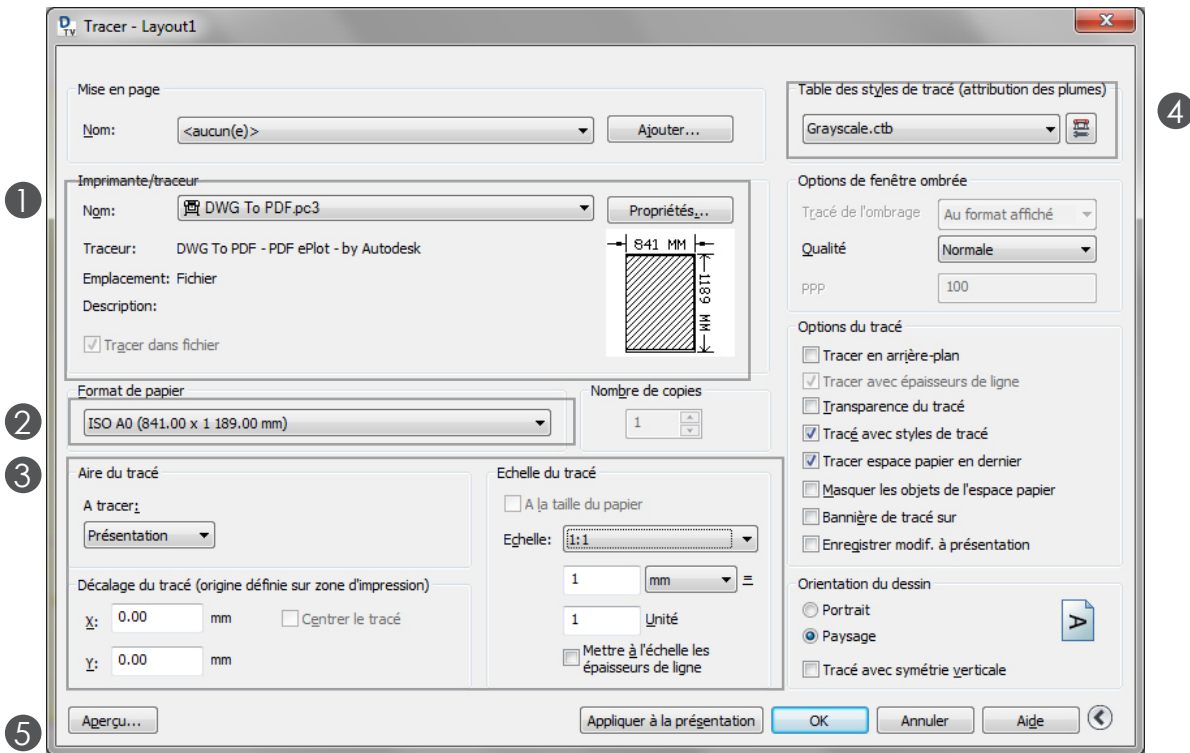 D TV Tracer - Layout1
Mise en page
Nom: <aucun(e)> Ajouter...
1
Imprimante/traceur
Nom: DWG To PDF.pc3 Propriétés...
Traceur: DWG To PDF - PDF ePlot - by Autodesk
Emplacement: Fichier
Description:
Tracer dans fichier
841 MM
1189 MM
2
Format de papier
ISO A0 (841.00 x 1 189.00 mm)
Nombre de copies
1
3
Aire du tracé
A tracer:
Présentation
Décalage du tracé (origine définie sur zone d'impression)
X: 0.00 mm Centrer le tracé
Y: 0.00 mm
Echelle du tracé
A la taille du papier
Echelle: 1:1
1 mm =
1 Unité
Mettre à l'échelle les
épaisseurs de ligne
4
Table des styles de tracé (attribution des plumes)
Grayscale.ctb
Options de fenêtre ombrée
Tracé de l'ombrage Au format affiché
Qualité Normale
PPP 100
Options du tracé
Tracer en arrière-plan
Tracer avec épaisseurs de ligne
Transparence du tracé
Tracé avec styles de tracé
Tracer espace papier en dernier
Masquer les objets de l'espace papier
Bannière de tracé sur
Enregistrer modif. à présentation
Orientation du dessin
Portrait
Paysage
A
Tracé avec symétrie verticale
5
Aperçu... Appliquer à la présentation OK Annuler Aide